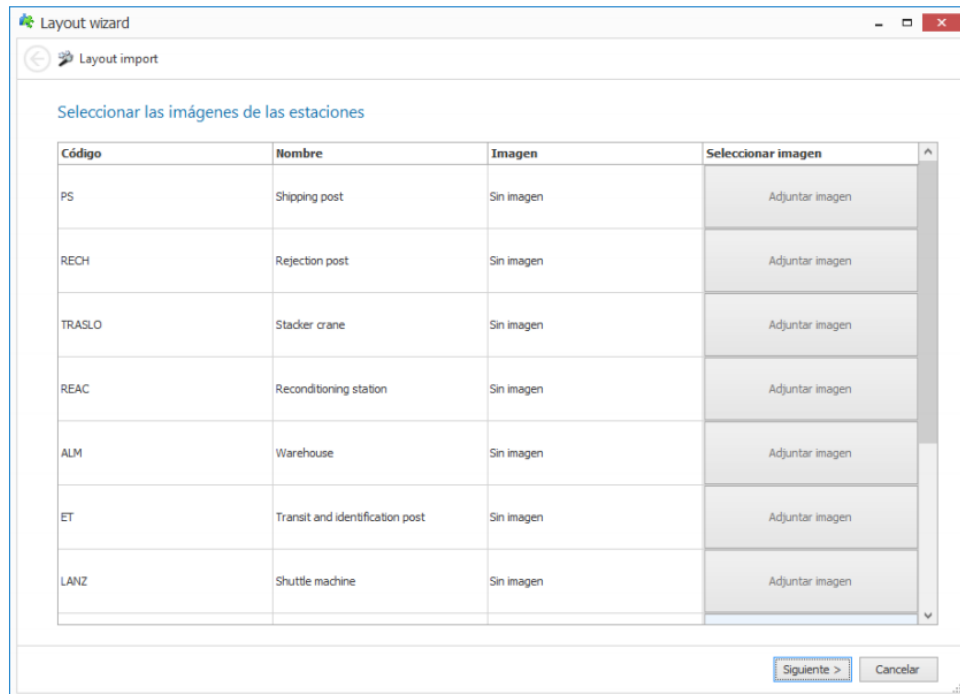 Layout wizard
Layout import
Seleccionar las imágenes de las estaciones
Código Nombre Imagen Seleccionar imagen
PS Shipping post Sin imagen Adjuntar imagen
RECH Rejection post Sin imagen Adjuntar imagen
TRASLO Stacker crane Sin imagen Adjuntar imagen
REAC Reconditioning station Sin imagen Adjuntar imagen
ALM Warehouse Sin imagen Adjuntar imagen
ET Transit and identification post Sin imagen Adjuntar imagen
LANZ Shuttle machine Sin imagen Adjuntar imagen
Siguiente > Cancelar